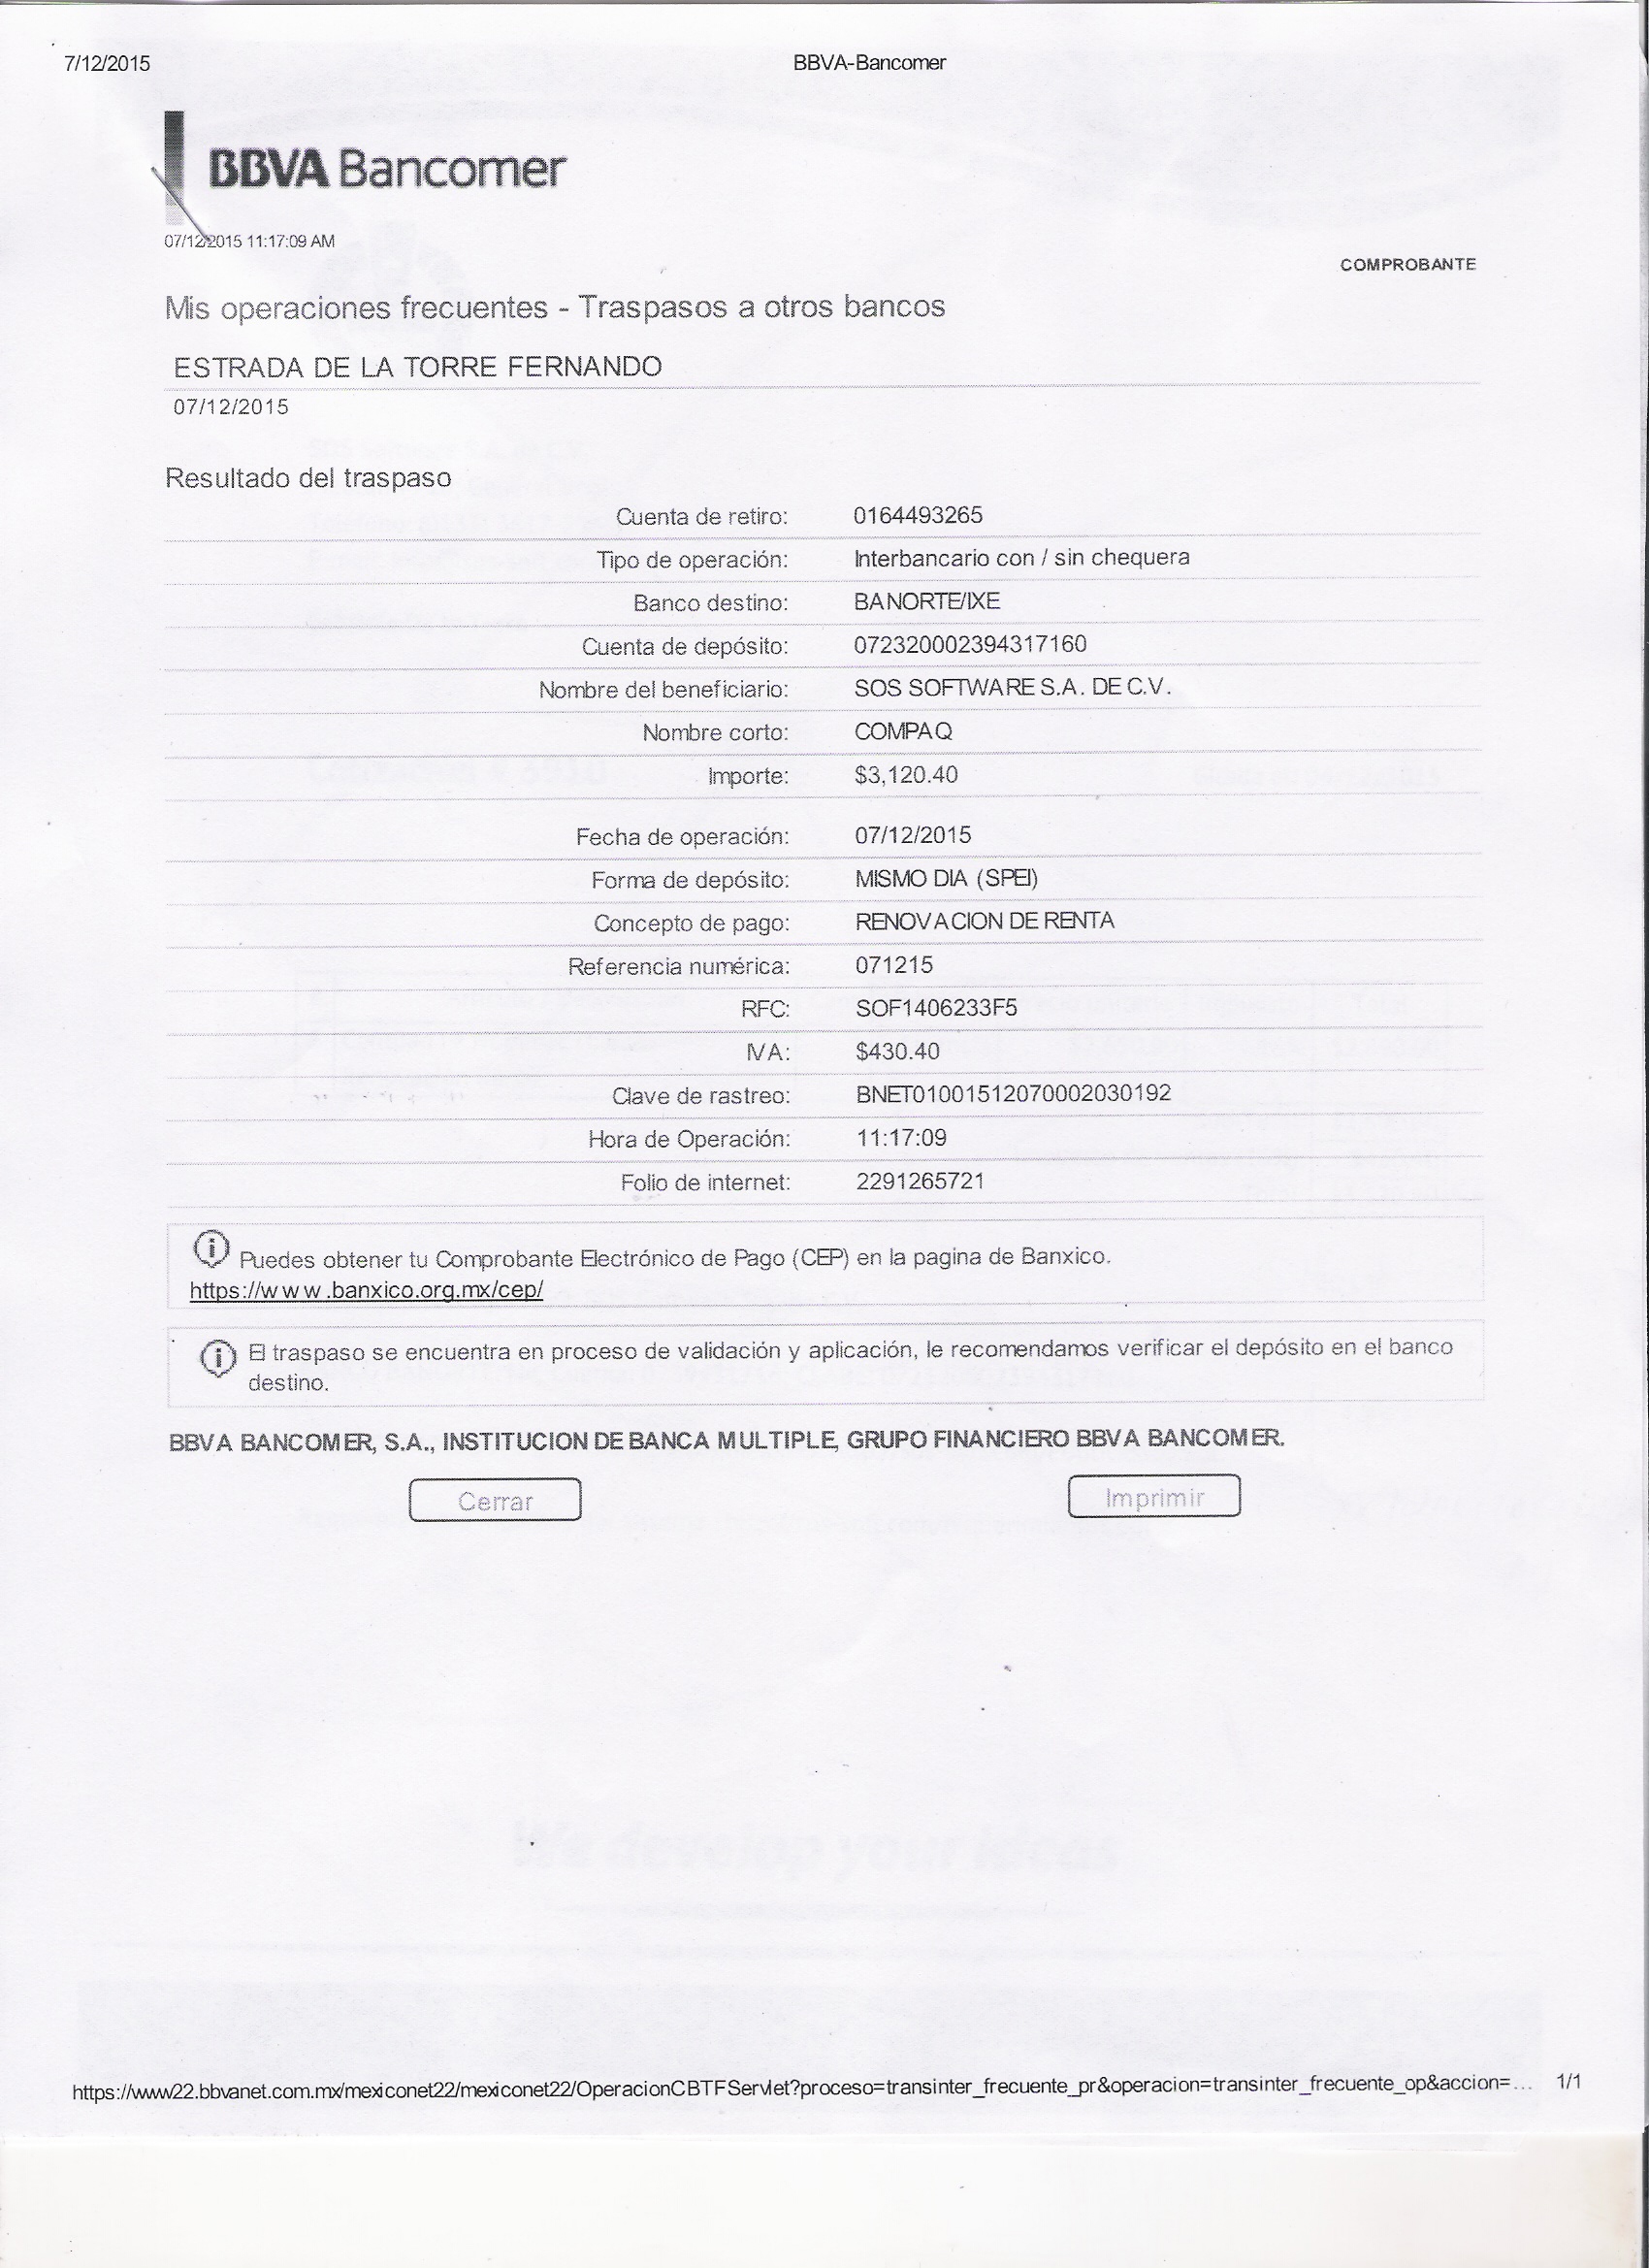 7/12/2015 BBVA-Bancomer
BBVA Bancomer
07/12/2015 11:17:09 AM
COMPROBANTE
Mis operaciones frecuentes - Traspasos a otros bancos
ESTRADA DE LA TORRE FERNANDO
07/12/2015
Resultado del traspaso
Cuenta de retiro: 0164493265
Tipo de operación: Interbancario con / sin chequera
Banco destino: BANORTE/IXE
Cuenta de depósito: 072320002394317160
Nombre del beneficiario: SOS SOFTWARE S.A. DE C.V.
Nombre corto: COMPAQ
Importe: $3,120.40
Fecha de operación: 07/12/2015
Forma de depósito: MISMO DIA (SPEI)
Concepto de pago: RENOVACION DE RENTA
Referencia numérica: 071215
RFC: SOF1406233F5
IVA: $430.40
Clave de rastreo: BNET01001512070002030192
Hora de Operación: 11:17:09
Folio de internet: 2291265721
Puedes obtener tu Comprobante Electrónico de Pago (CEP) en la pagina de Banxico.
https://www.banxico.org.mx/cep/
El traspaso se encuentra en proceso de validación y aplicación, le recomendamos verificar el depósito en el banco
destino.
BBVA BANCOMER, S.A., INSTITUCION DE BANCA MULTIPLE, GRUPO FINANCIERO BBVA BANCOMER.
Cerrar Imprimir
We develop your ideas
https://www22.bbvanet.com.mx/mexiconet22/mexiconet22/OperacionCBTFServlet?proceso=transinter_frecuente_pr&operacion=transinter_frecuente_op&accion=... 1/1